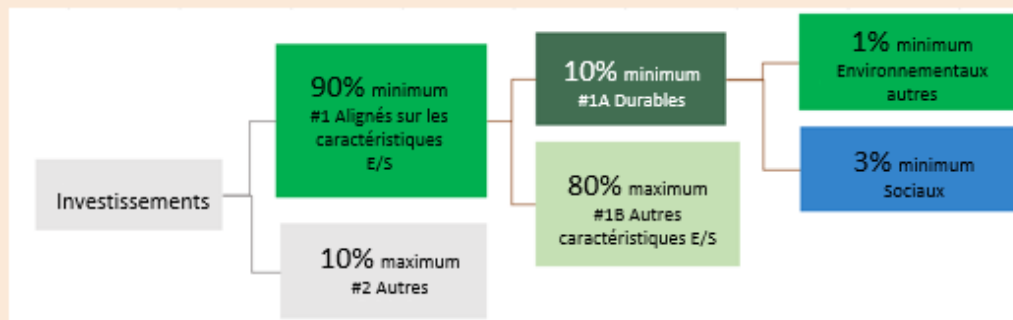 Investissements
90% minimum
#1 Alignés sur les
caractéristiques
E/S
10% maximum
#2 Autres
10% minimum
#1A Durables
80% maximum
#1B Autres
caractéristiques E/S
1% minimum
Environnementaux
autres
3% minimum
Sociaux